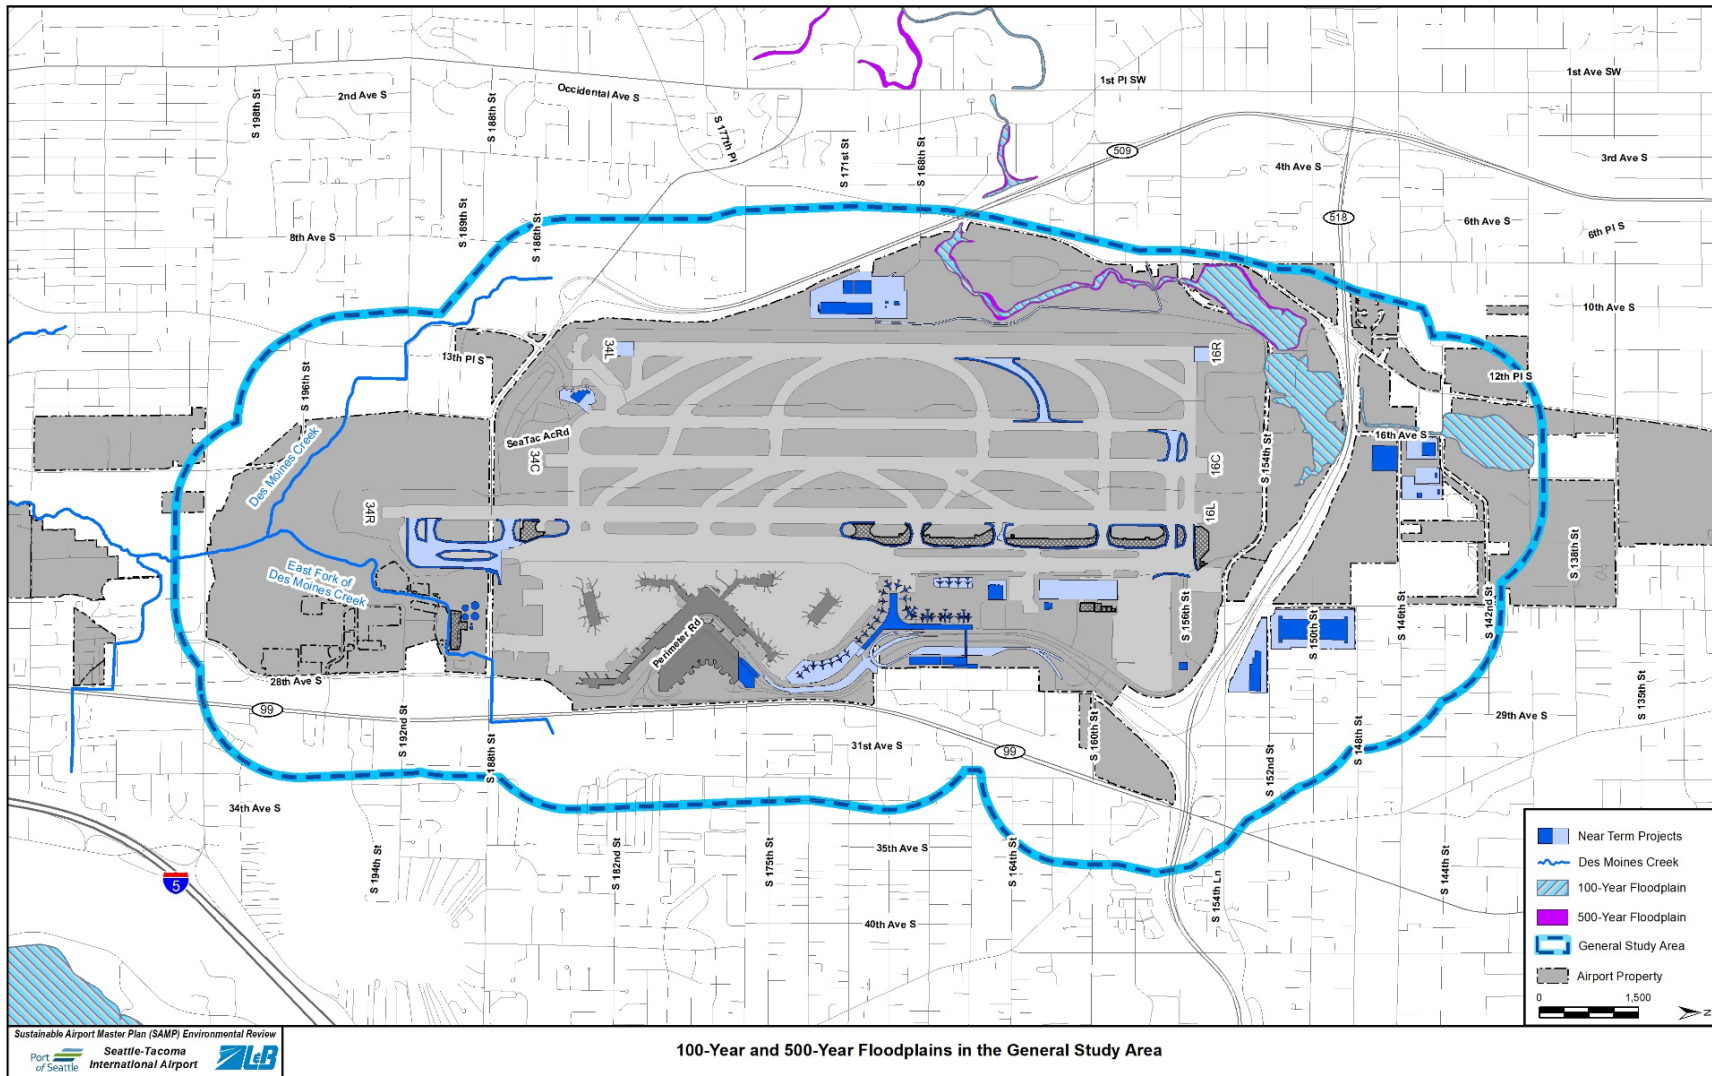 1st Pl SW
1st Ave SW
2nd Ave S
Occidental Ave S
S 198th St
S 188th St
S 177th Pl
S 171st St
S 168th St
509
4th Ave S
3rd Ave S
518
6th Ave S
6th Pl S
8th Ave S
S 189th St
S 186th St
10th Ave S
13th Pl S
34L
16R
12th Pl S
S 196th St
SeaTac AcRd
34C
16C
S 154th St
16th Ave S
Des Moines Creek
34R
16L
S 138th St
East Fork of
Des Moines Creek
Perimeter Rd
S 156th St
S 150th St
S 146th St
S 142nd St
28th Ave S
99
S 192nd St
S 188th St
31st Ave S
99
S 160th St
S 152nd St
S 148th St
29th Ave S
S 135th St
34th Ave S
S 194th St
S 182nd St
S 175th St
35th Ave S
S 164th St
S 154th Ln
S 144th St
40th Ave S
5
Near Term Projects
Des Moines Creek
100-Year Floodplain
500-Year Floodplain
General Study Area
Airport Property
0 1,500
N
Sustainable Airport Master Plan (SAMP) Environmental Review
Port
of Seattle
Seattle-Tacoma
International Airport
L&B
100-Year and 500-Year Floodplains in the General Study Area